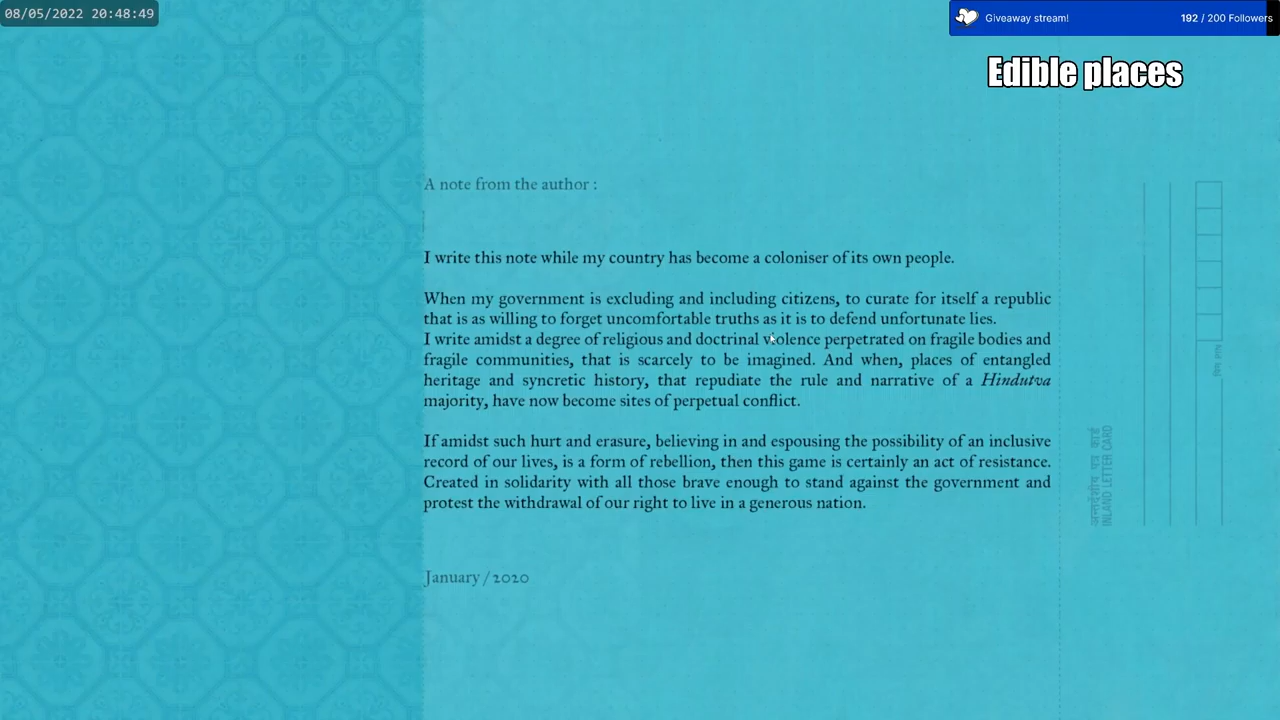 08/05/2022 20:48:49
Giveaway stream!
192 / 200 Followers
Edible places
A note from the author :
I write this note while my country has become a coloniser of its own people.
When my government is excluding and including citizens, to curate for itself a republic
that is as willing to forget uncomfortable truths as it is to defend unfortunate lies.
I write amidst a degree of religious and doctrinal violence perpetrated on fragile bodies and
fragile communities, that is scarcely to be imagined. And when, places of entangled
heritage and syncretic history, that repudiate the rule and narrative of a Hindutva
majority, have now become sites of perpetual conflict.
If amidst such hurt and erasure, believing in and espousing the possibility of an inclusive
record of our lives, is a form of rebellion, then this game is certainly an act of resistance.
Created in solidarity with all those brave enough to stand against the government and
protest the withdrawal of our right to live in a generous nation.
January / 2020
अन्तर्देशीय पत्र कार्ड
INLAND LETTER CARD
पिन PIN